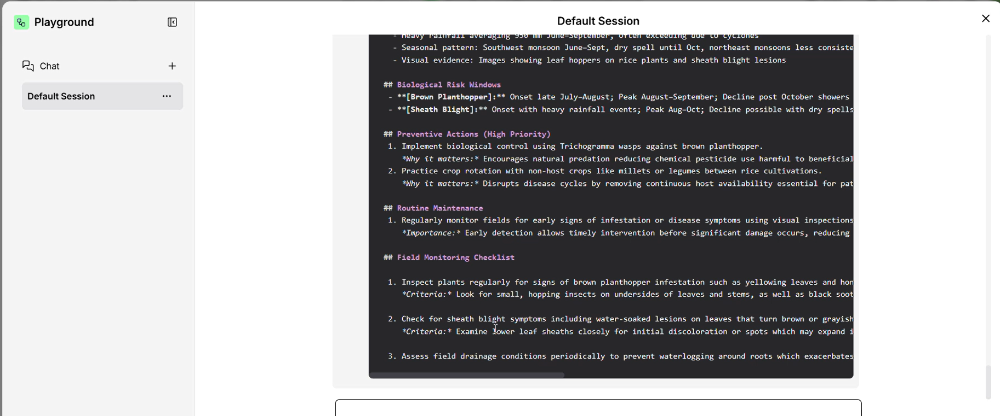 Playground
Default Session
Chat
Default Session
- Heavy rainfall averaging 950 mm June–September, often exceeding due to cyclones
- Seasonal pattern: Southwest monsoon June–Sept, dry spell until Oct, northeast monsoons less consiste
- Visual evidence: Images showing leaf hoppers on rice plants and sheath blight lesions
## Biological Risk Windows
- **[Brown Planthopper]:** Onset late July–August; Peak August–September; Decline post October showers
- **[Sheath Blight]:** Onset with heavy rainfall events; Peak Aug-Oct; Decline possible with dry spells
## Preventive Actions (High Priority)
1. Implement biological control using Trichogramma wasps against brown planthopper.
*Why it matters:* Encourages natural predation reducing chemical pesticide use harmful to beneficial
2. Practice crop rotation with non-host crops like millets or legumes between rice cultivations.
*Why it matters:* Disrupts disease cycles by removing continuous host availability essential for pat
## Routine Maintenance
1. Regularly monitor fields for early signs of infestation or disease symptoms using visual inspections
*Importance:* Early detection allows timely intervention before significant damage occurs, reducing
## Field Monitoring Checklist
1. Inspect plants regularly for signs of brown planthopper infestation such as yellowing leaves and hon
*Criteria:* Look for small, hopping insects on undersides of leaves and stems, as well as black soot
2. Check for sheath blight symptoms including water-soaked lesions on leaves that turn brown or grayish
*Criteria:* Examine lower leaf sheaths closely for initial discoloration or spots which may expand i
3. Assess field drainage conditions periodically to prevent waterlogging around roots which exacerbates